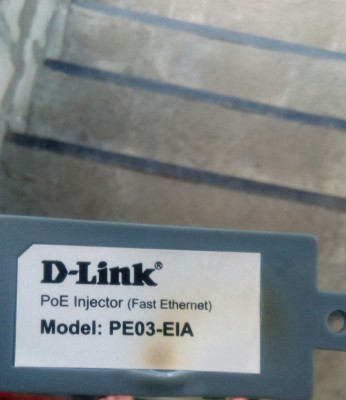 D-Link®
PoE Injector (Fast Ethernet)
Model: PE03-EIA